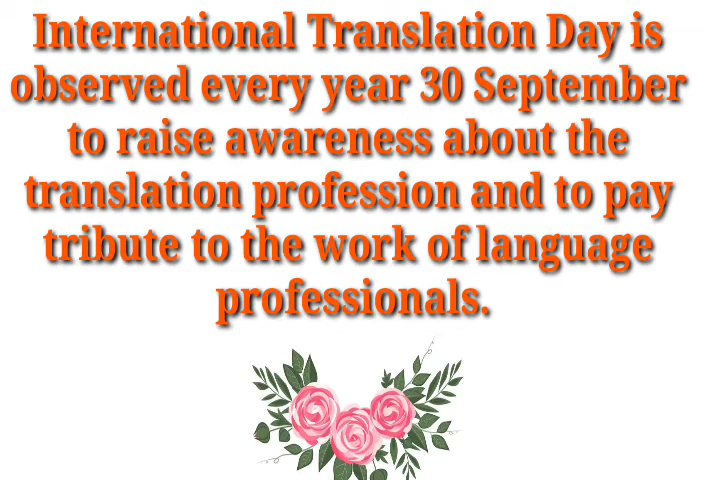 International Translation Day is
observed every year 30 September
to raise awareness about the
translation profession and to pay
tribute to the work of language
professionals.